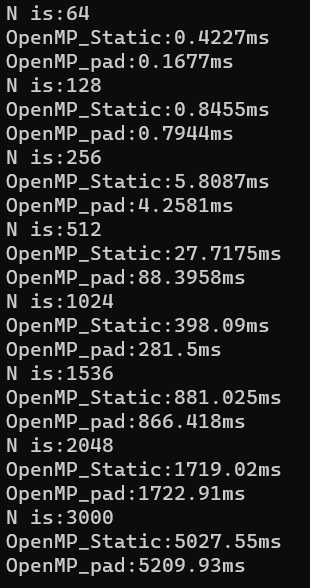 N is:64
OpenMP_Static:0.4227ms
OpenMP_pad:0.1677ms
N is:128
OpenMP_Static:0.8455ms
OpenMP_pad:0.7944ms
N is:256
OpenMP_Static:5.8087ms
OpenMP_pad:4.2581ms
N is:512
OpenMP_Static:27.7175ms
OpenMP_pad:88.3958ms
N is:1024
OpenMP_Static:398.09ms
OpenMP_pad:281.5ms
N is:1536
OpenMP_Static:881.025ms
OpenMP_pad:866.418ms
N is:2048
OpenMP_Static:1719.02ms
OpenMP_pad:1722.91ms
N is:3000
OpenMP_Static:5027.55ms
OpenMP_pad:5209.93ms